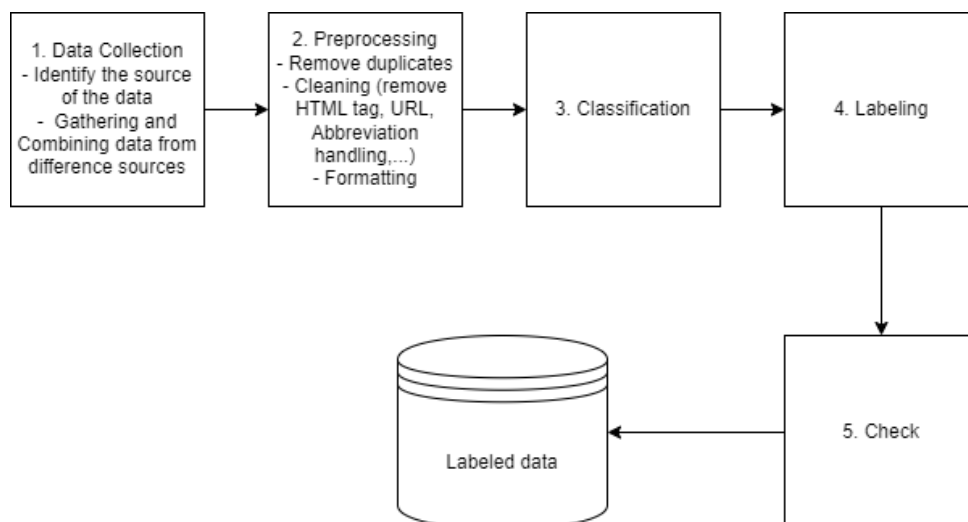 1. Data Collection
- Identify the source
of the data
- Gathering and
Combining data from
difference sources
2. Preprocessing
- Remove duplicates
- Cleaning (remove
HTML tag, URL,
Abbreviation
handling,...)
- Formatting
3. Classification
4. Labeling
5. Check
Labeled data